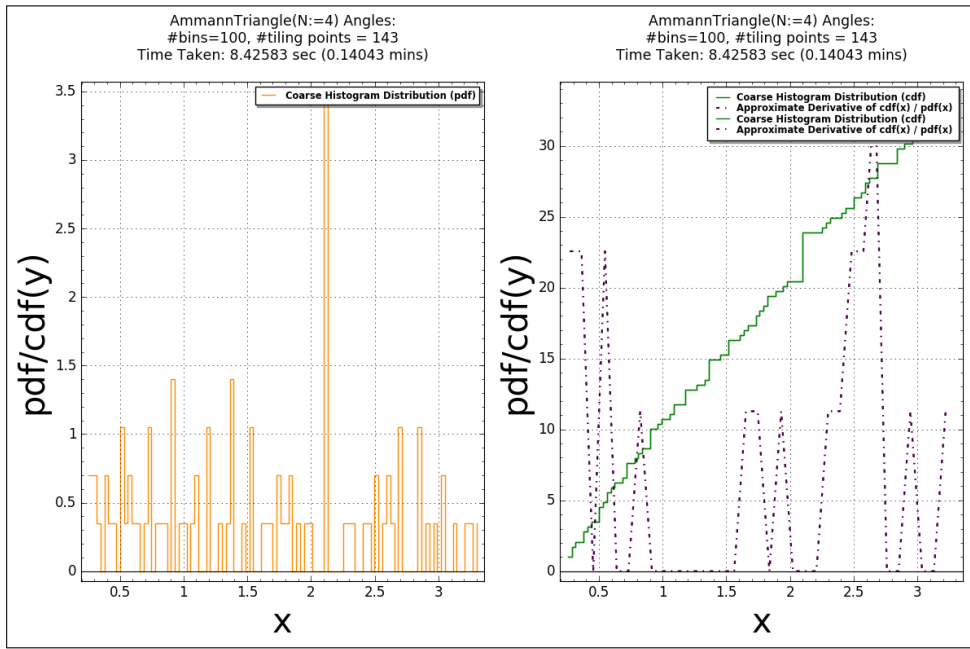 AmmannTriangle(N:=4) Angles:
#bins=100, #tiling points = 143
Time Taken: 8.42583 sec (0.14043 mins)
Coarse Histogram Distribution (pdf)
3.5
3
2.5
2
1.5
1
0.5
0
pdf/cdf(y)
0.5
1
1.5
2
2.5
3
x
AmmannTriangle(N:=4) Angles:
#bins=100, #tiling points = 143
Time Taken: 8.42583 sec (0.14043 mins)
Coarse Histogram Distribution (cdf)
Approximate Derivative of cdf(x) / pdf(x)
Coarse Histogram Distribution (cdf)
Approximate Derivative of cdf(x) / pdf(x)
30
25
20
15
10
5
0
pdf/cdf(y)
0.5
1
1.5
2
2.5
3
x